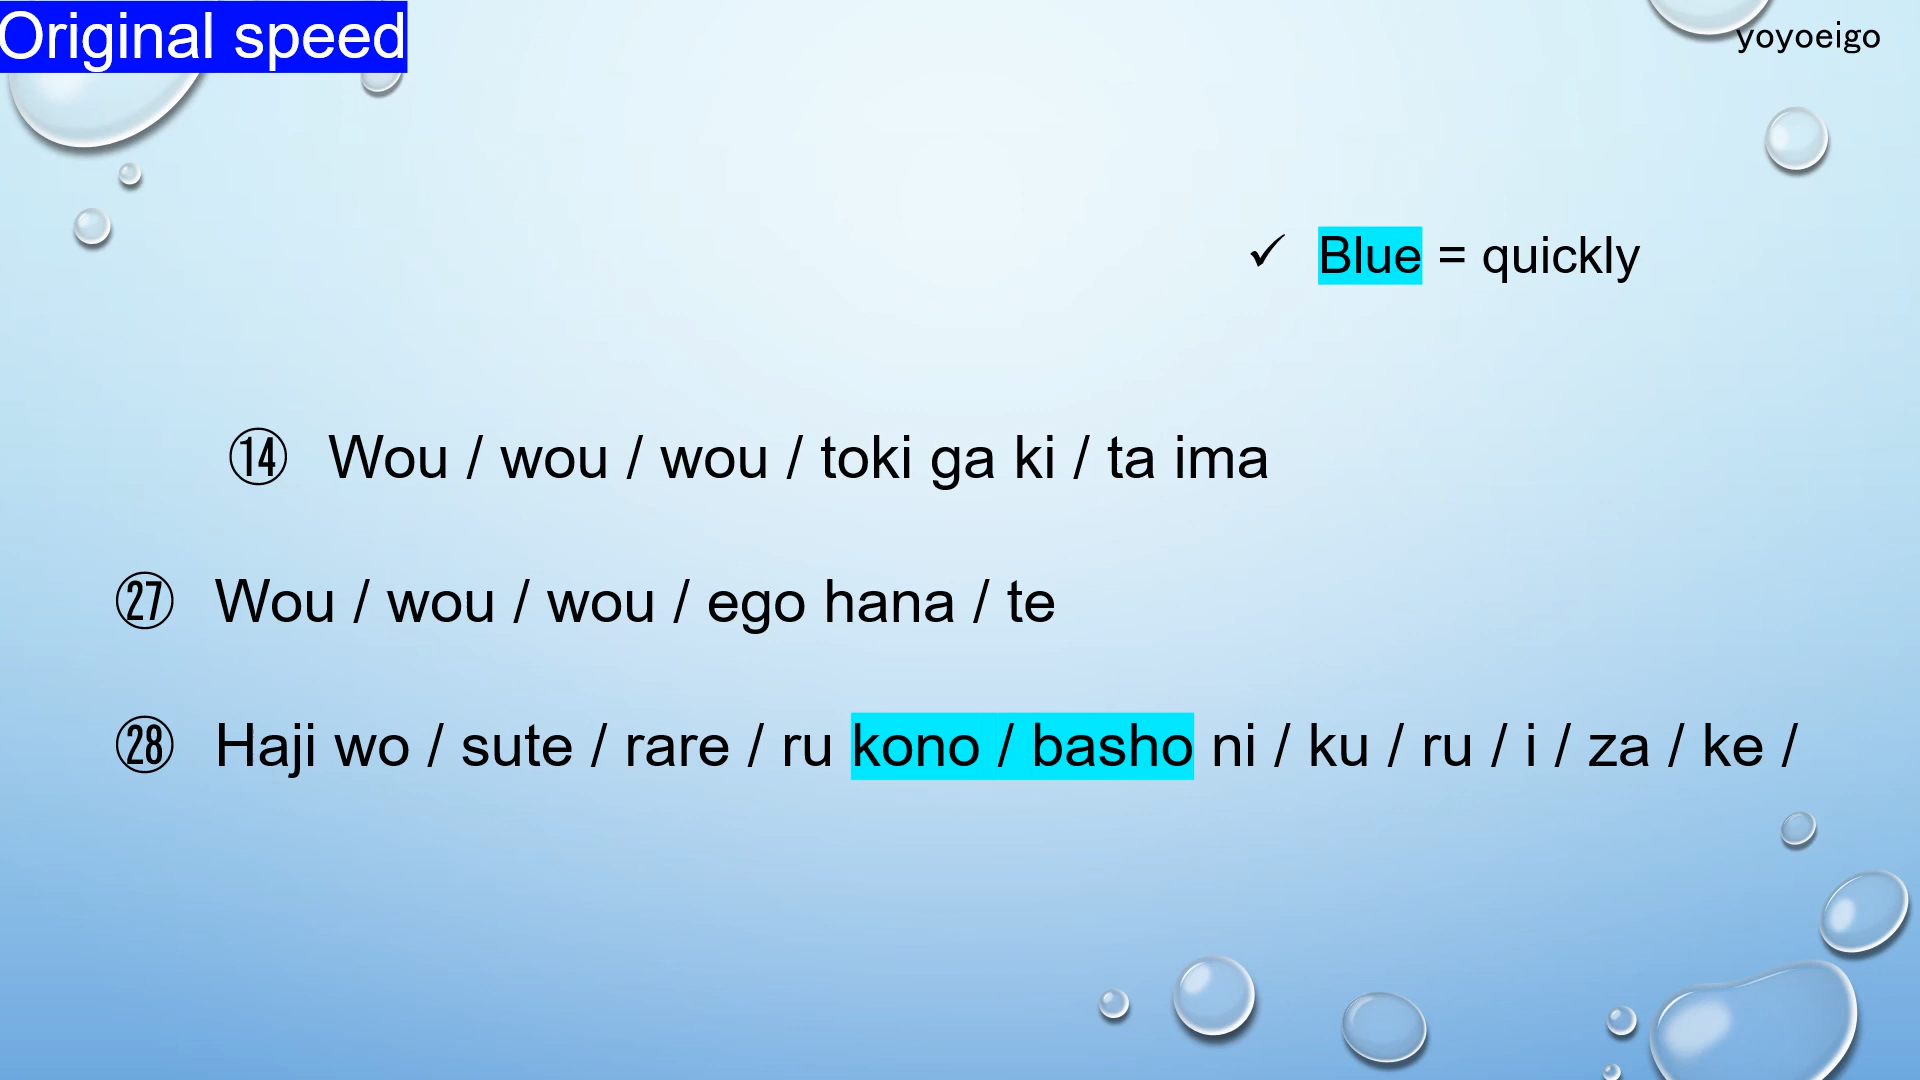 Original speed
yoyoeigo
✓ Blue = quickly
⑭ Wou / wou / wou / toki ga ki / ta ima
㉗ Wou / wou / wou / ego hana / te
㉘ Haji wo / sute / rare / ru kono / basho ni / ku / ru / i / za / ke /